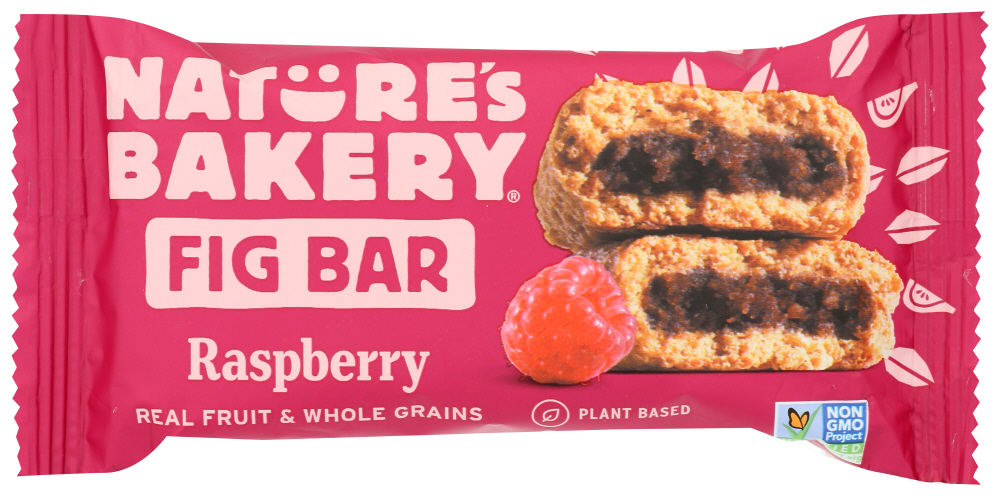 NATURE'S
BAKERY®
FIG BAR
Raspberry
REAL FRUIT & WHOLE GRAINS
PLANT BASED
NON
GMO
Project